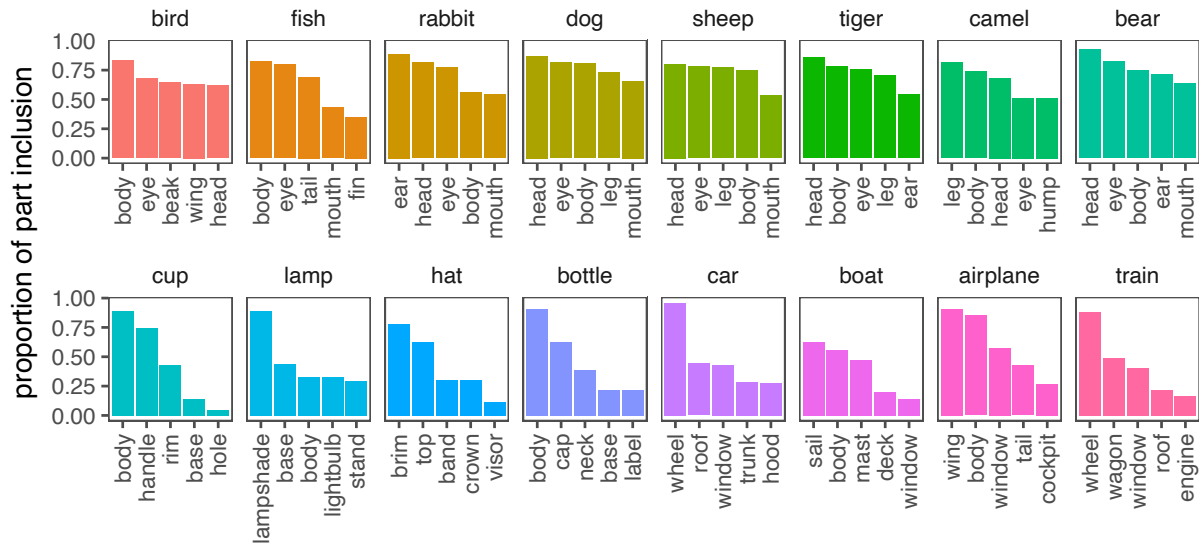 proportion of part inclusion
bird fish rabbit dog sheep tiger camel bear
1.00
0.75
0.50
0.25
0.00
body eye beak wing head
body eye tail mouth fin
ear head eye body mouth
head eye body leg mouth
head eye leg body mouth
head body eye leg ear
leg body head eye hump
head eye body ear mouth
cup lamp hat bottle car boat airplane train
1.00
0.75
0.50
0.25
0.00
body handle rim base hole
lampshade base body lightbulb stand
brim top band crown visor
body cap neck base label
wheel roof window trunk hood
sail body mast deck window
wing body window tail cockpit
wheel wagon window roof engine